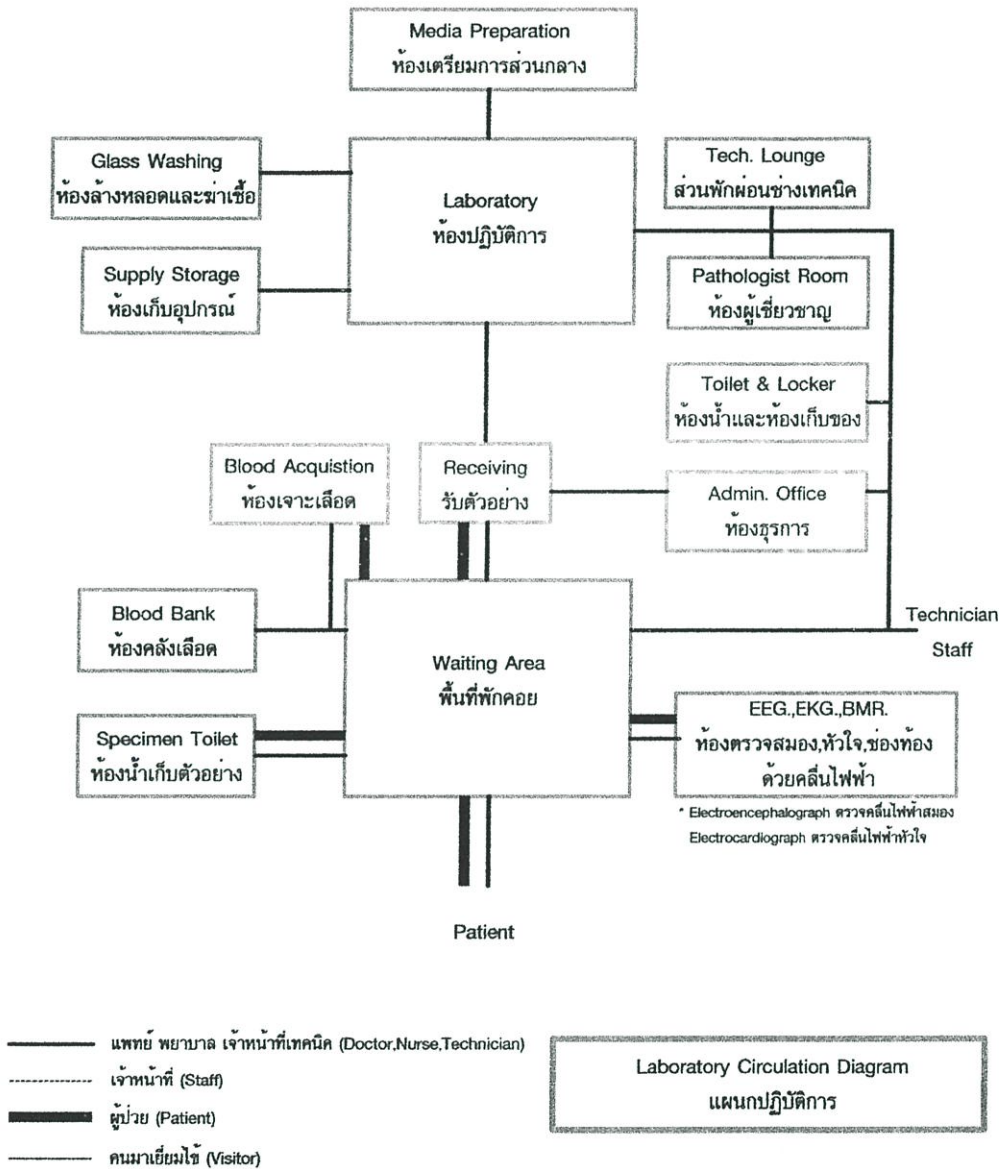 Media Preparation
ห้องเตรียมการส่วนกลาง
Glass Washing
ห้องล้างหลอดและฆ่าเชื้อ
Tech. Lounge
ส่วนพักผ่อนช่างเทคนิค
Laboratory
ห้องปฏิบัติการ
Supply Storage
ห้องเก็บอุปกรณ์
Pathologist Room
ห้องผู้เชี่ยวชาญ
Toilet & Locker
ห้องน้ำและห้องเก็บของ
Blood Acquistion
ห้องเจาะเลือด
Receiving
รับตัวอย่าง
Admin. Office
ห้องธุรการ
Blood Bank
ห้องคลังเลือด
Technician
Staff
Waiting Area
พื้นที่พักคอย
Specimen Toilet
ห้องน้ำเก็บตัวอย่าง
EEG.,EKG.,BMR.
ห้องตรวจสมอง,หัวใจ,ช่องท้อง
ด้วยคลื่นไฟฟ้า
* Electroencephalograph ตรวจคลื่นไฟฟ้าสมอง
Electrocardiograph ตรวจคลื่นไฟฟ้าหัวใจ
Patient
แพทย์ พยาบาล เจ้าหน้าที่เทคนิค (Doctor,Nurse,Technician)
เจ้าหน้าที่ (Staff)
ผู้ป่วย (Patient)
คนมาเยี่ยมไข้ (Visitor)
Laboratory Circulation Diagram
แผนกปฏิบัติการ